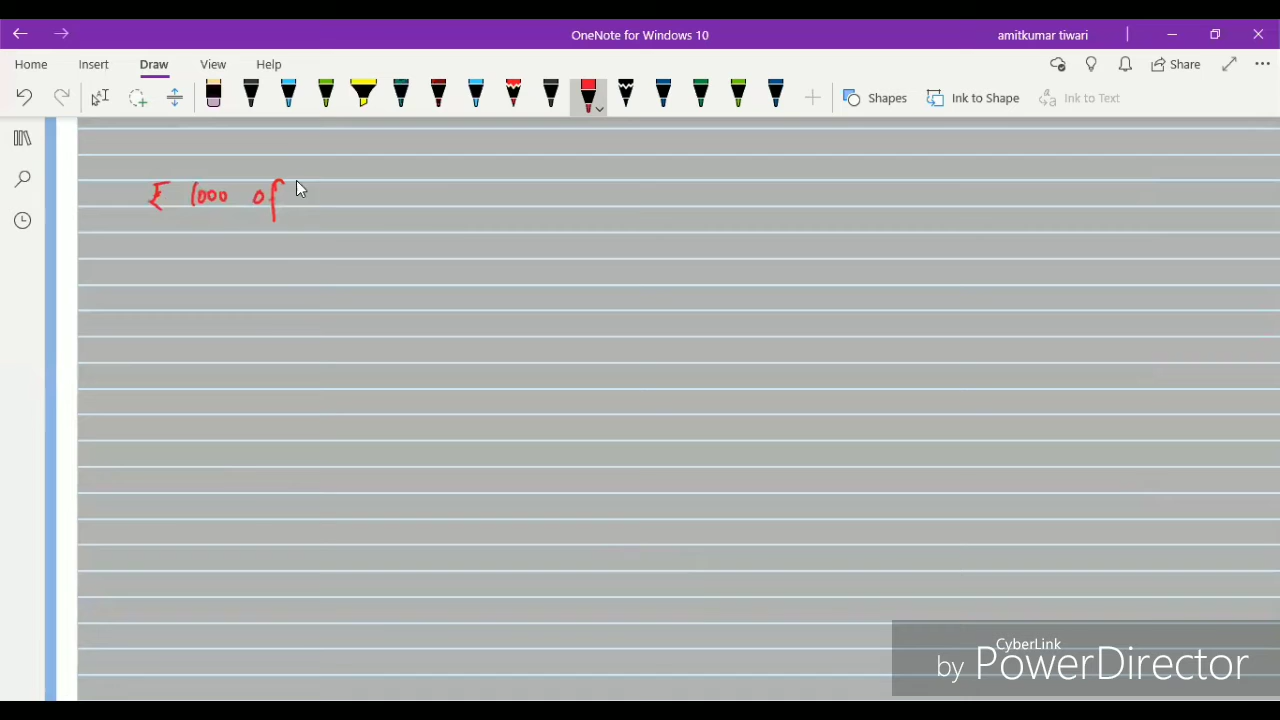 OneNote for Windows 10
amitkumar tiwari
Home
Insert
Draw
View
Help
Share
Shapes
Ink to Shape
Ink to Text
₹ 1000 of
CyberLink
by PowerDirector